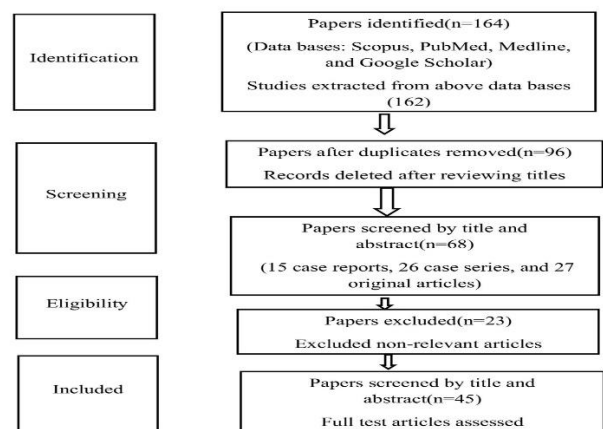 Identification
Papers identified(n=164)
(Data bases: Scopus, PubMed, Medline,
and Google Scholar)
Studies extracted from above data bases
(162)
Screening
Papers after duplicates removed(n=96)
Records deleted after reviewing titles
Papers screened by title and
abstract(n=68)
(15 case reports, 26 case series, and 27
original articles)
Eligibility
Papers excluded(n=23)
Excluded non-relevant articles
Included
Papers screened by title and
abstract(n=45)
Full test articles assessed